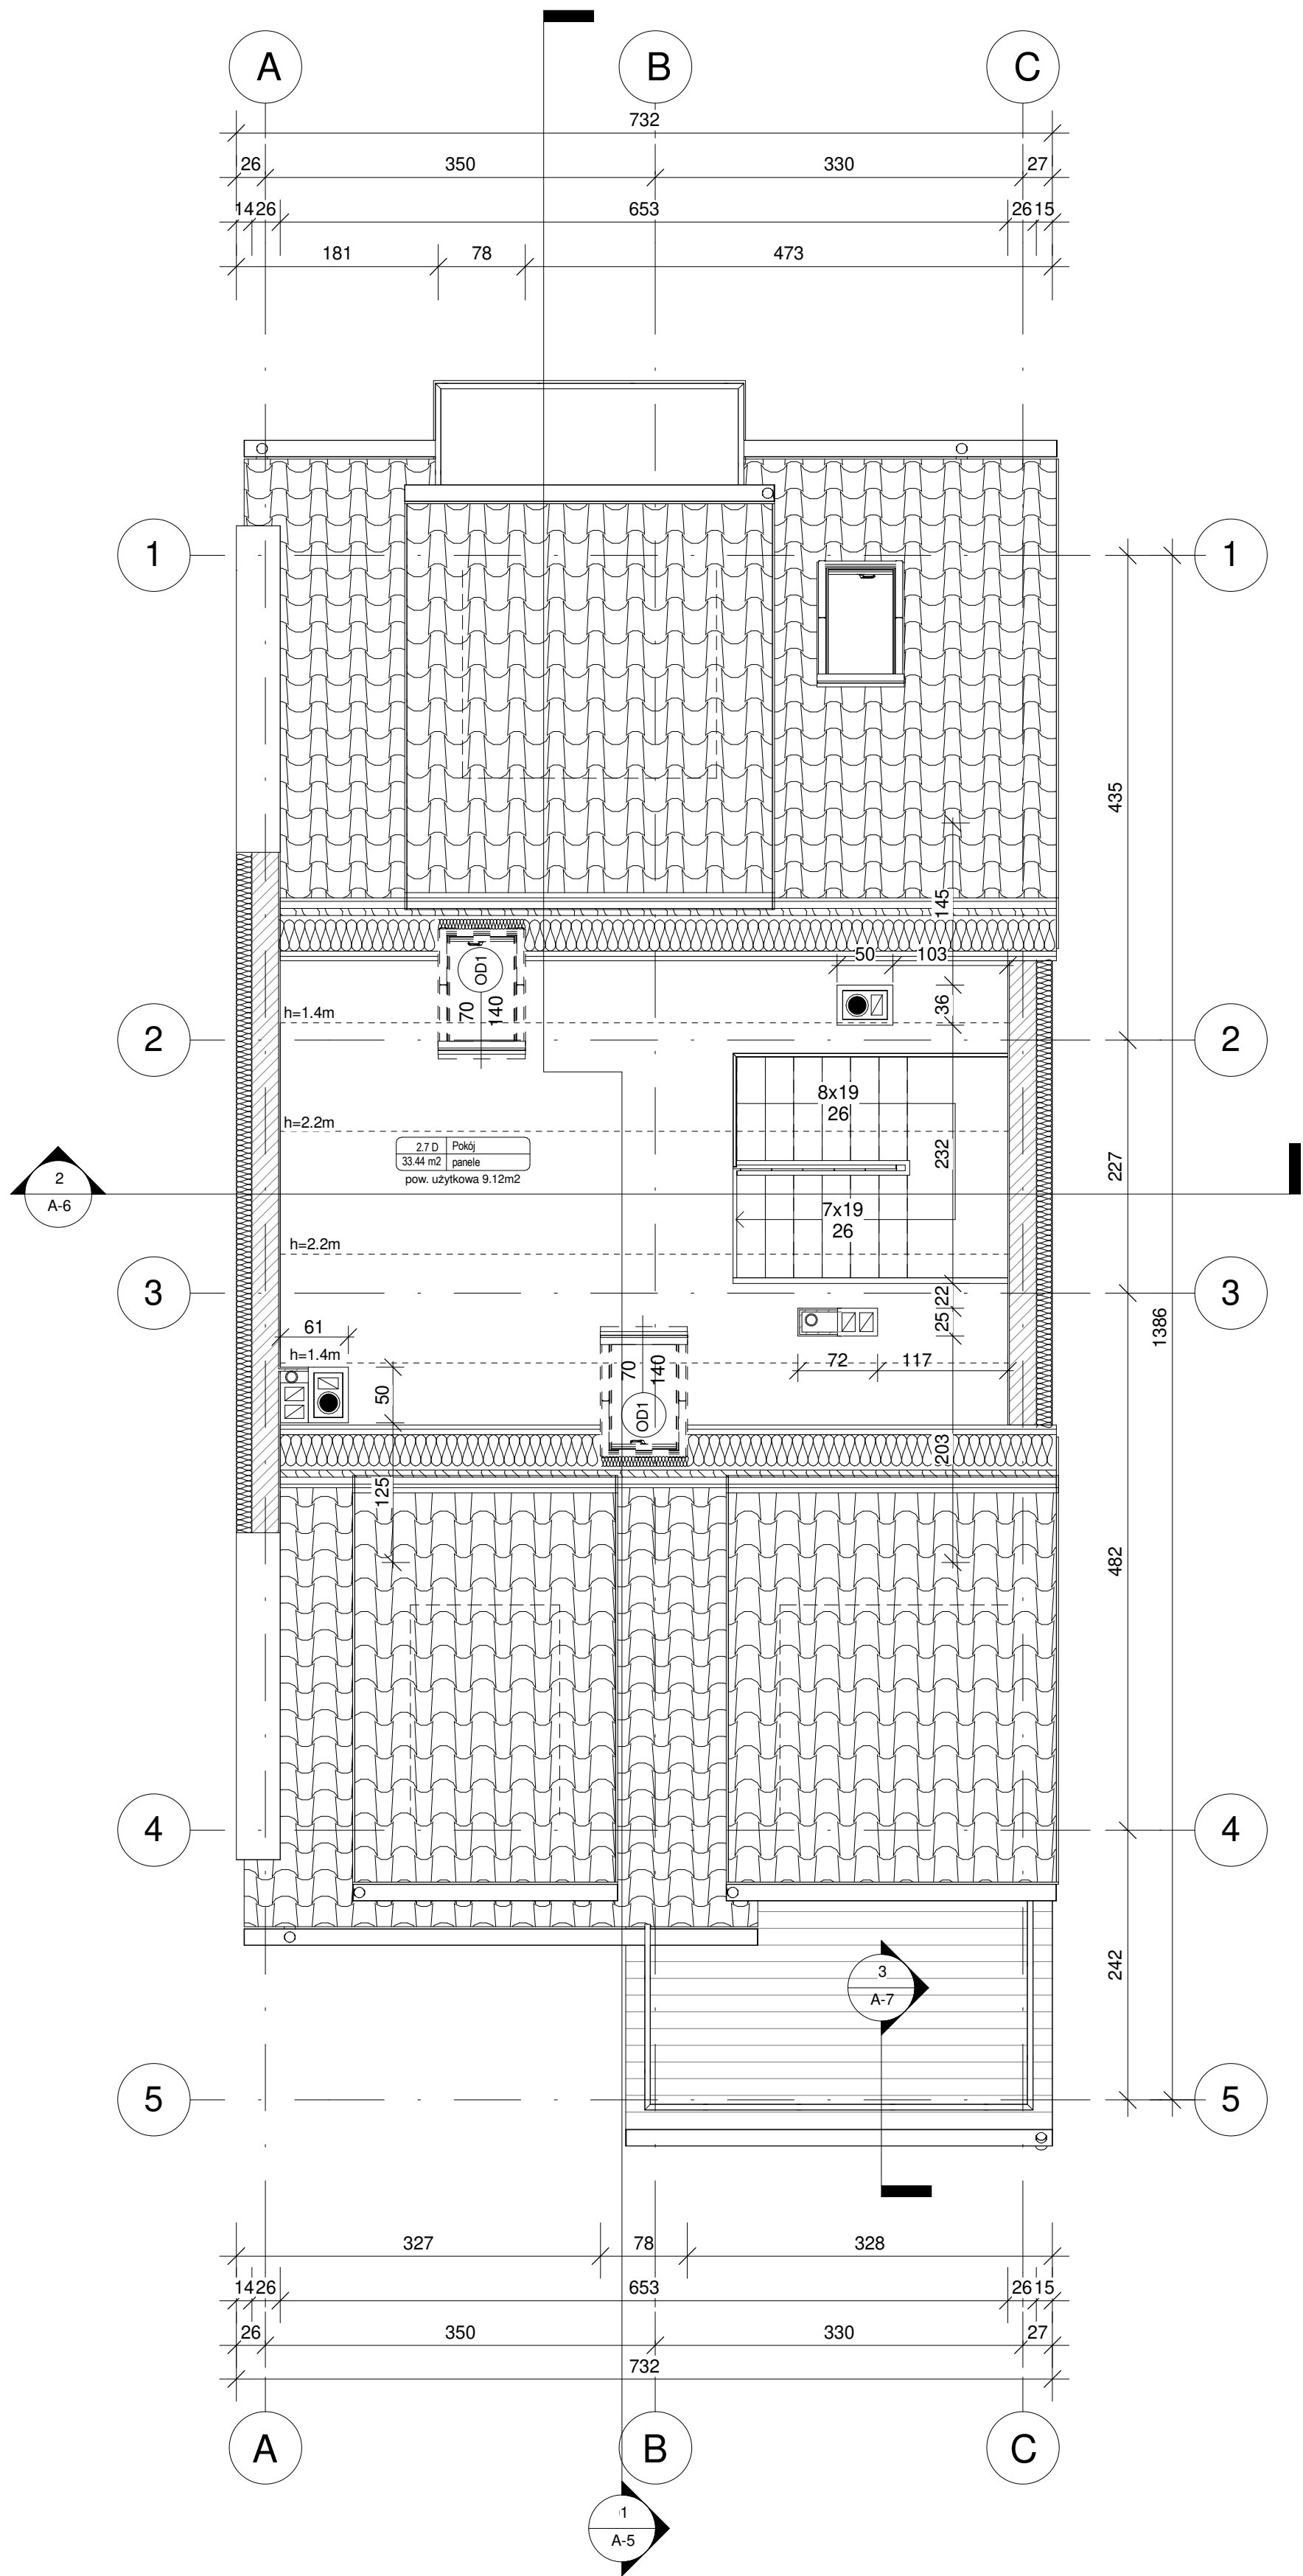 A B C
732
26 350 330 27
14 26 653 26 15
181 78 473
1 1
435
145
50 103
OD1
36
70
140
h=1.4m
2 2
8x19
26
h=2.2m
2.7 D Pokój
33.44 m2 panele
pow. użytkowa 9.12m2
232
227
2
A-6
7x19
26
h=2.2m
3 3
22
25
1386
61
h=1.4m
70
140
72 117
50
OD1
203
125
482
4 4
242
3
A-7
5 5
327 78 328
14 26 653 26 15
26 350 330 27
732
A B C
1
A-5